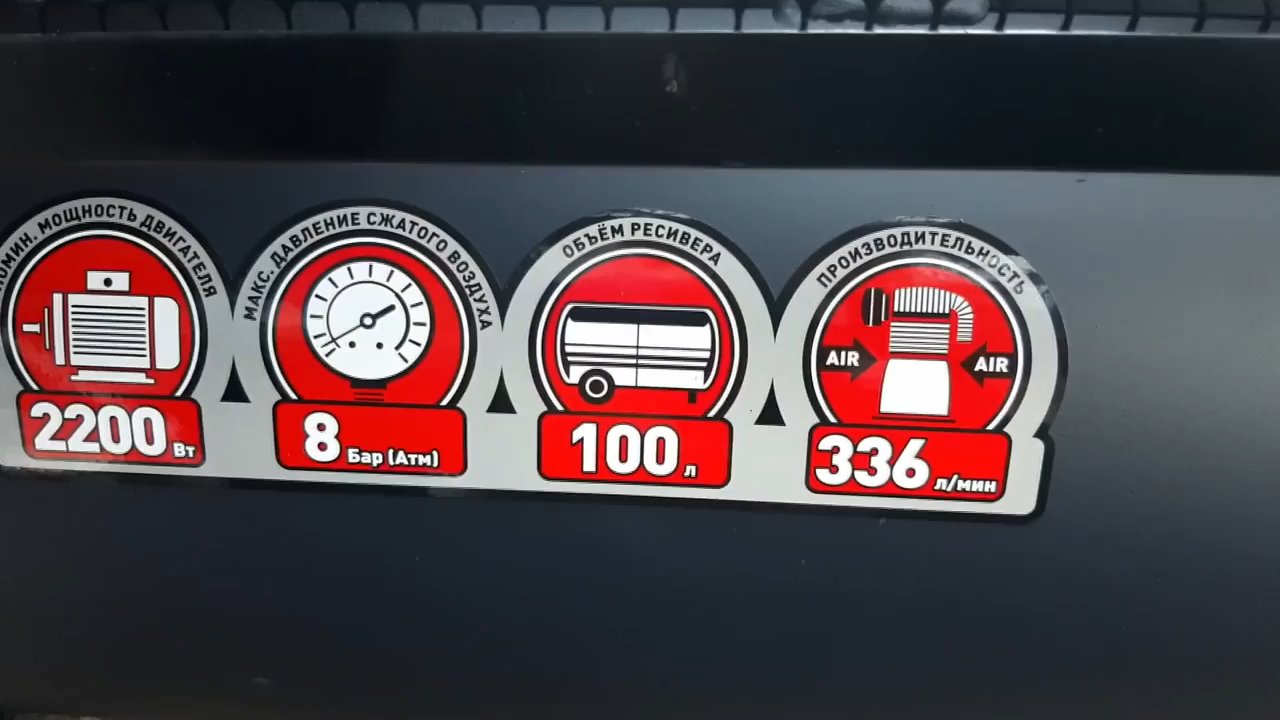 НОМИН. МОЩНОСТЬ ДВИГАТЕЛЯ
2200 Вт
МАКС. ДАВЛЕНИЕ СЖАТОГО ВОЗДУХА
8 Бар (Атм)
ОБЪЁМ РЕСИВЕРА
100 л
ПРОИЗВОДИТЕЛЬНОСТЬ
AIR AIR
336 л/мин